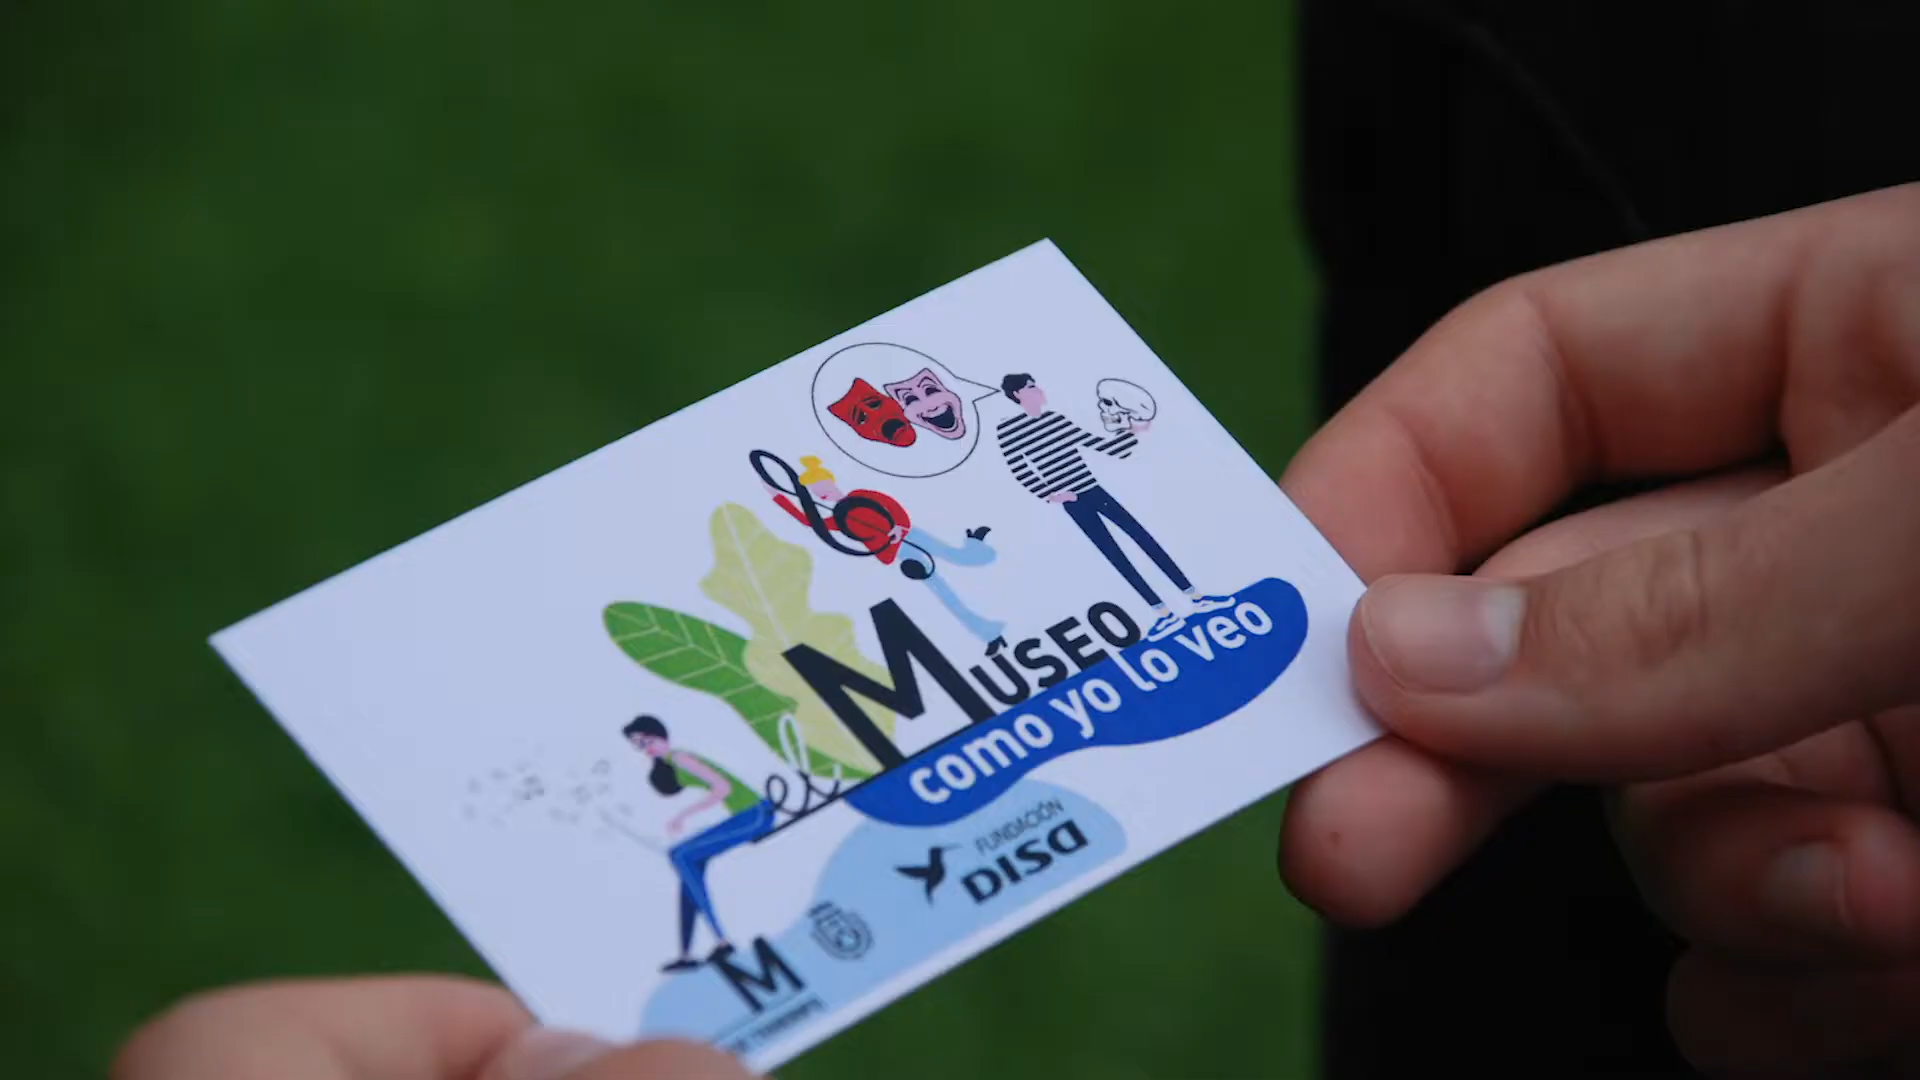 el MUSEO
como yo lo veo
FUNDACIÓN
DISA
M